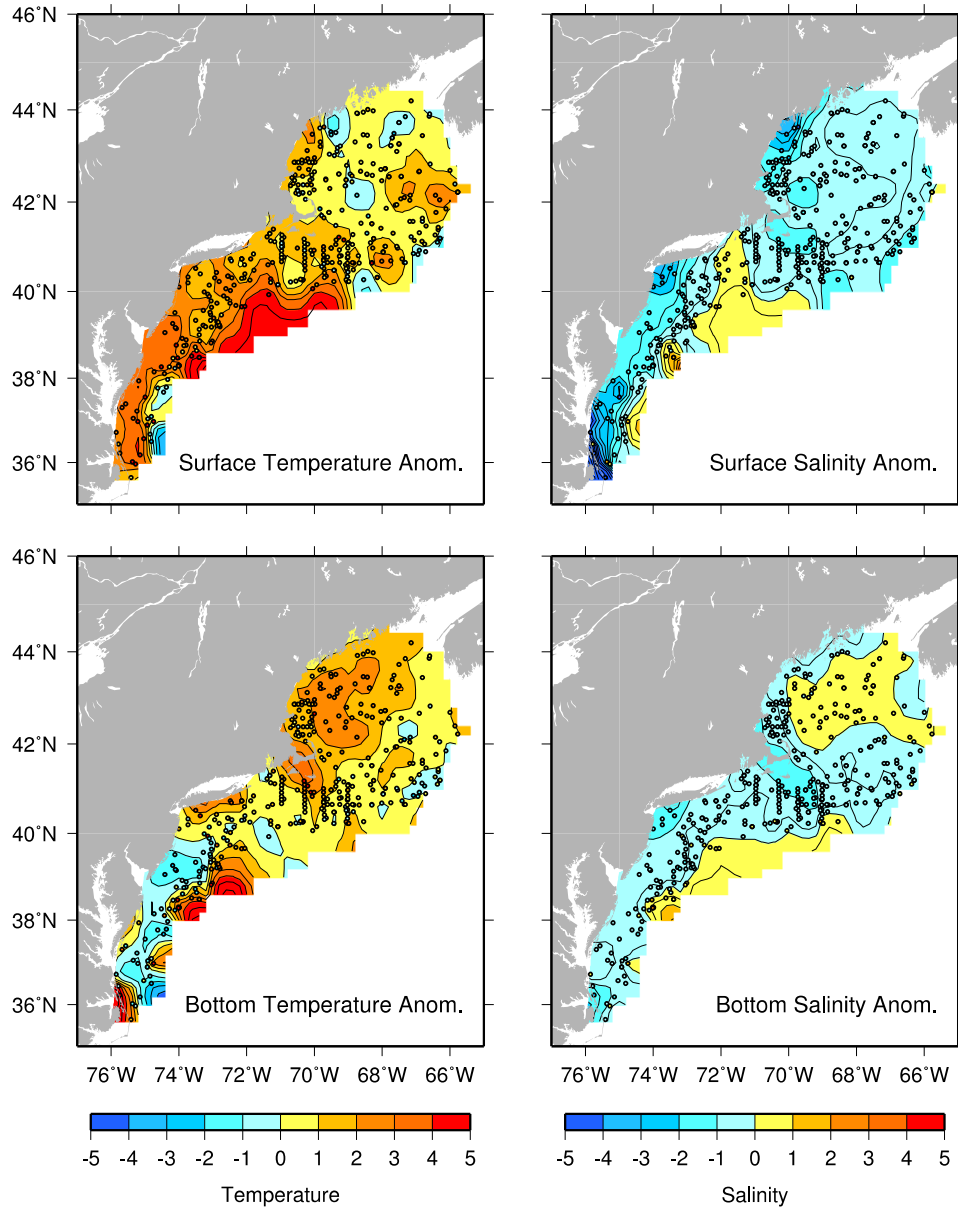 46°N
44°N
42°N
40°N
38°N
36°N
Surface Temperature Anom.
Surface Salinity Anom.
46°N
44°N
42°N
40°N
38°N
36°N
Bottom Temperature Anom.
Bottom Salinity Anom.
76°W 74°W 72°W 70°W 68°W 66°W
76°W 74°W 72°W 70°W 68°W 66°W
-5 -4 -3 -2 -1 0 1 2 3 4 5
-5 -4 -3 -2 -1 0 1 2 3 4 5
Temperature
Salinity